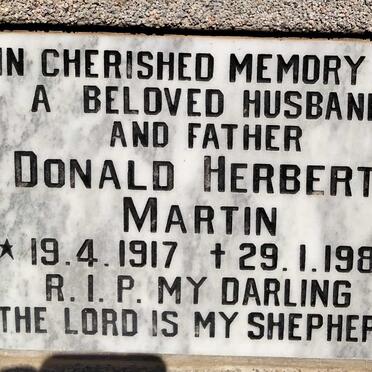 IN CHERISHED MEMORY
A BELOVED HUSBAN
AND FATHER
DONALD HERBERT
MARTIN
★ 19.4.1917 ✝ 29.1.198
R.I.P. MY DARLING
THE LORD IS MY SHEPHER